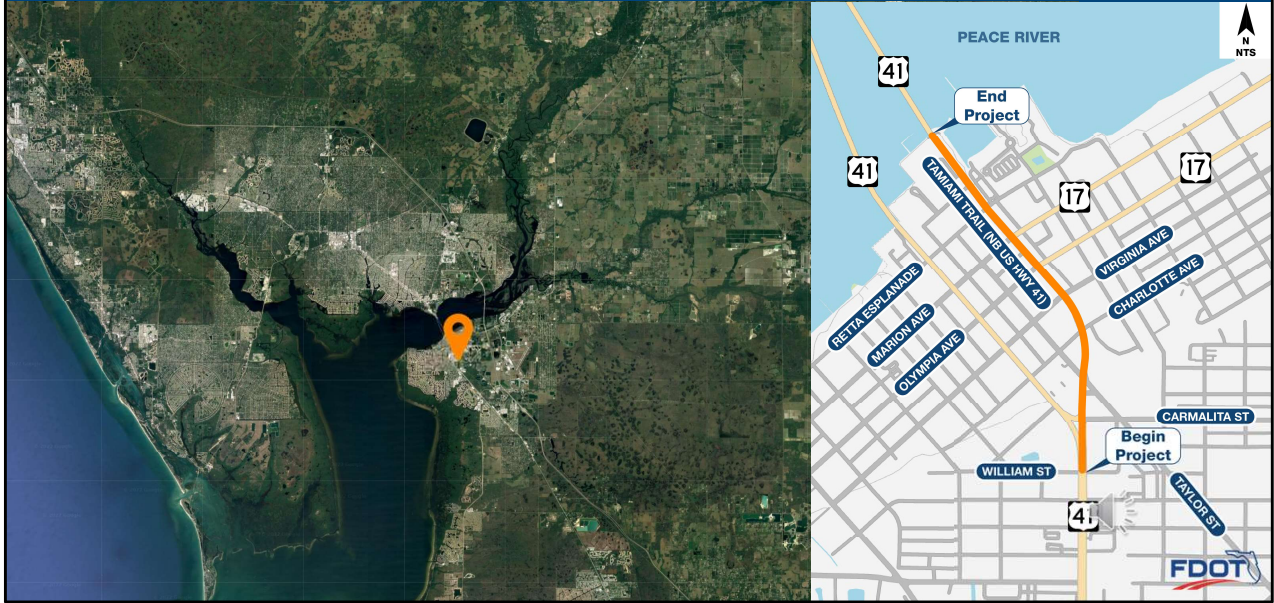 N
NTS
PEACE RIVER
41
End
Project
41
17
17
TAMIAMI TRAIL (NB US HWY 41)
VIRGINIA AVE
CHARLOTTE AVE
RETTA ESPLANADE
MARION AVE
OLYMPIA AVE
CARMALITA ST
Begin
Project
WILLIAM ST
TAYLOR ST
41
FDOT